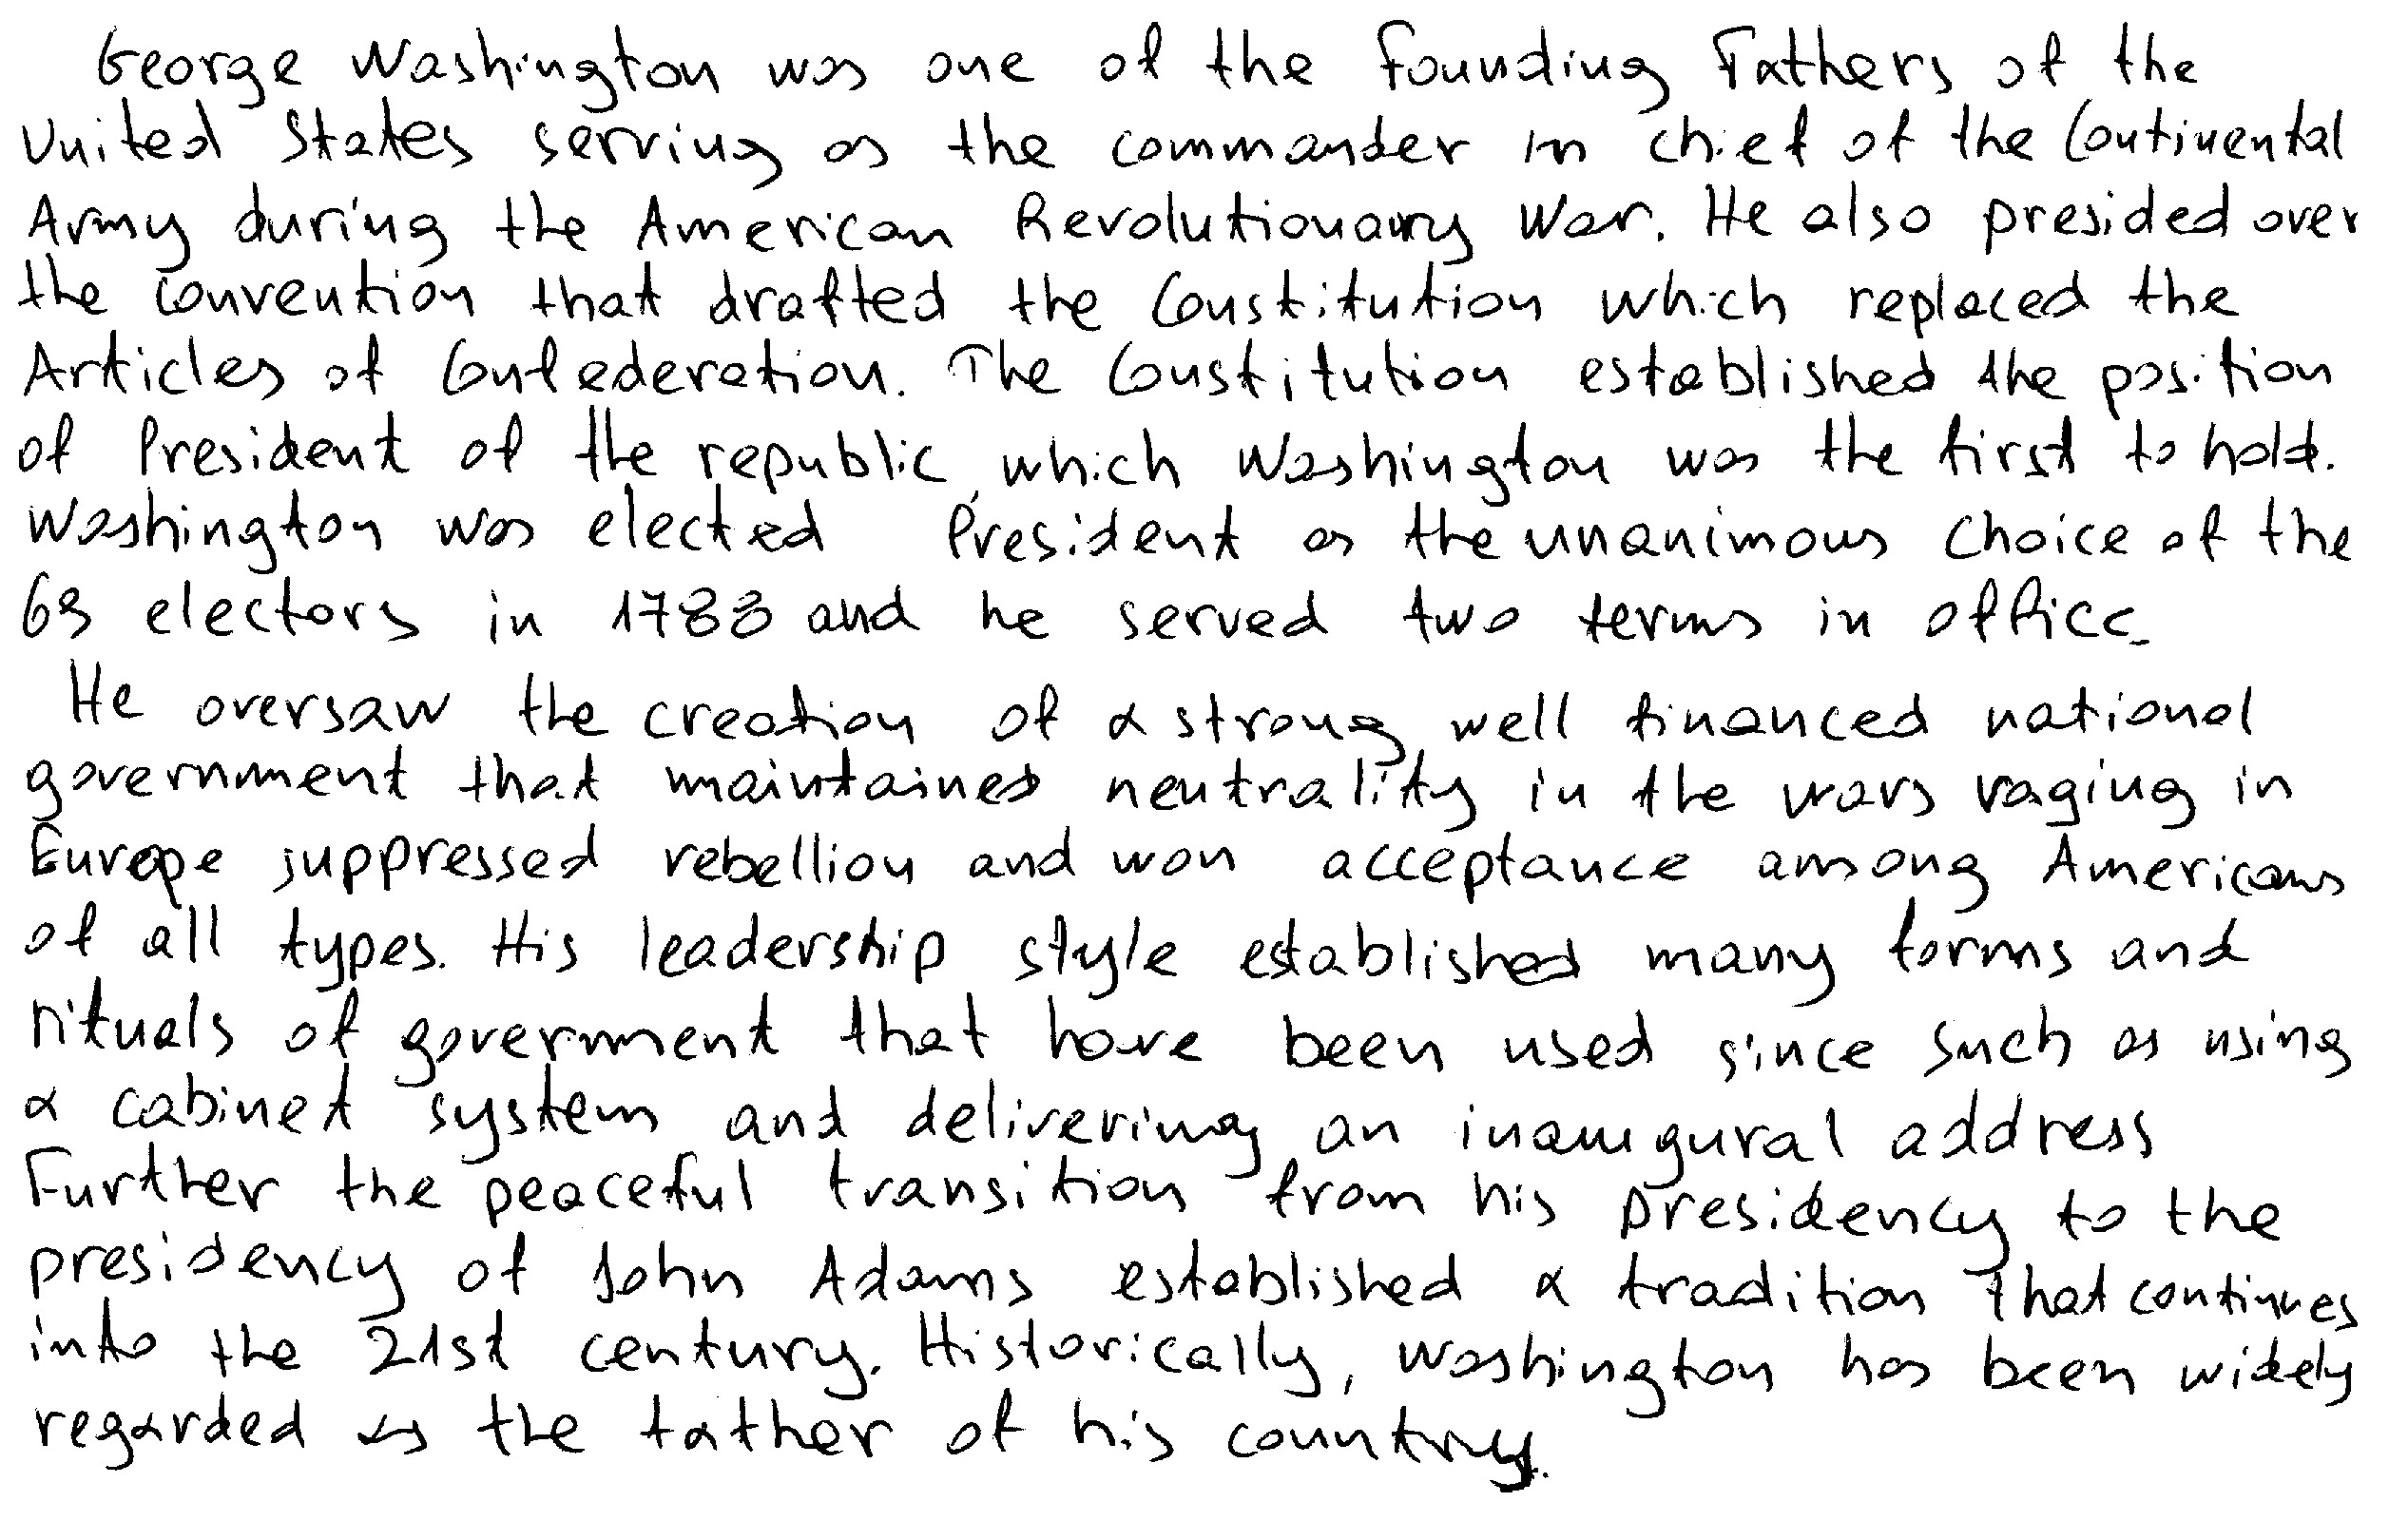 George Washington was one of the Founding Fathers of the
United States serving as the commander in chief of the Continental
Army during the American Revolutionary War. He also presided over
the convention that drafted the Constitution which replaced the
Articles of Confederation. The Constitution established the position
of President of the republic, which Washington was the first to hold.
Washington was elected President as the unanimous choice of the
69 electors in 1788 and he served two terms in office.
He oversaw the creation of a strong, well financed national
government that maintained neutrality in the wars raging in
Europe suppressed rebellion and won acceptance among Americans
of all types. His leadership style established many forms and
rituals of government that have been used since such as using
a cabinet system and delivering an inaugural address
Further the peaceful transition from his presidency to the
presidency of John Adams established a tradition that continues
into the 21st century. Historically, Washington has been widely
regarded as the father of his country.